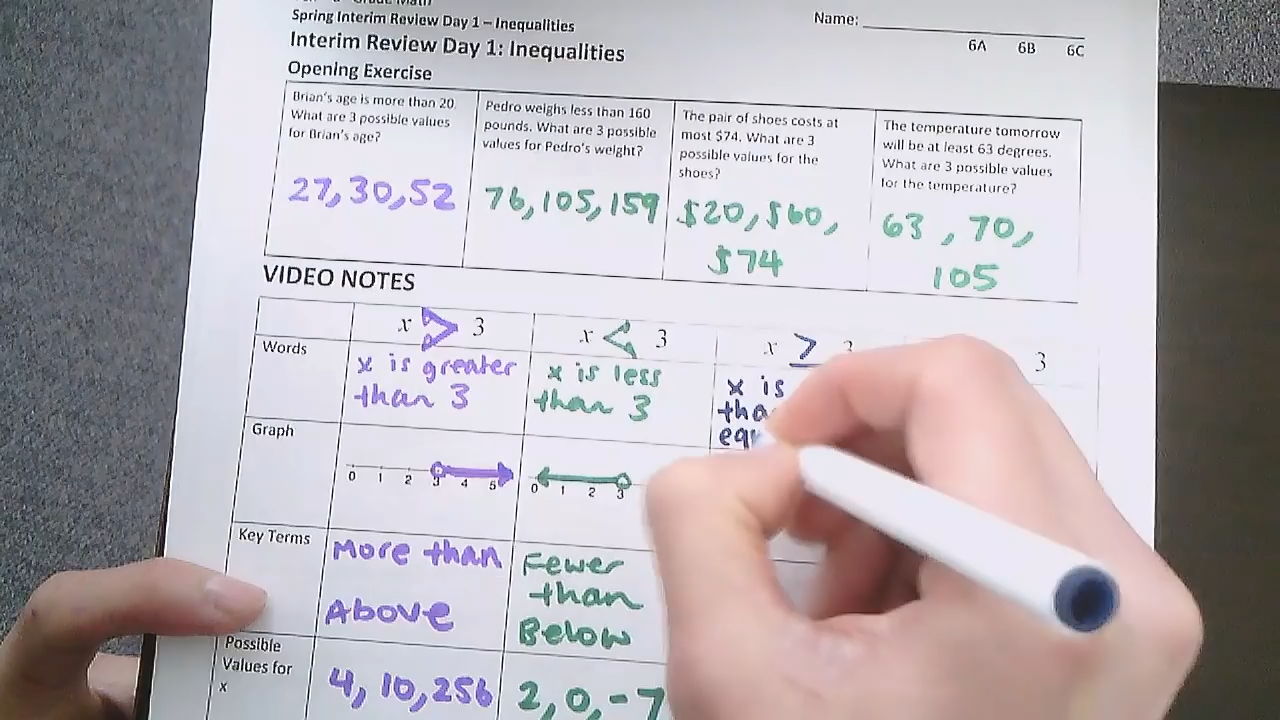 Spring Interim Review Day 1 – Inequalities
Name:
6A 6B 6C
Interim Review Day 1: Inequalities
Opening Exercise
Brian's age is more than 20.
What are 3 possible values
for Brian's age?
27, 30, 52
Pedro weighs less than 160
pounds. What are 3 possible
values for Pedro's weight?
76, 105, 159
The pair of shoes costs at
most $74. What are 3
possible values for the
shoes?
$20, $60,
$74
The temperature tomorrow
will be at least 63 degrees.
What are 3 possible values
for the temperature?
63, 70,
105
VIDEO NOTES
x > 3
x < 3
x ≥ 3
3
Words
x is greater
than 3
x is less
than 3
x is
Graph
0 1 2 3 4 5
0 1 2 3
Key Terms
More than
Above
Fewer
than
Below
Possible
Values for
x
4, 10, 256
2, 0, -7